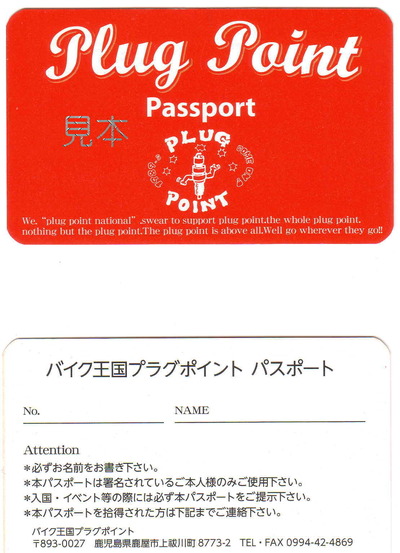 Plug Point
Passport
見本
PLUG
POINT
We, “plug point national”.swear to support plug point.the whole plug point.
nothing but the plug point.The plug point is above all.Well go wherever they go!!
バイク王国プラグポイント パスポート
No. NAME
Attention
＊必ずお名前をお書き下さい。
＊本パスポートは署名されているご本人様のみご使用下さい。
＊入国・イベント等の際には必ず本パスポートをご提示下さい。
＊本パスポートを拾得された方は下記までご連絡下さい。
バイク王国プラグポイント
〒893-0027 鹿児島県鹿屋市上祓川町 8773-2 TEL・FAX 0994-42-4869